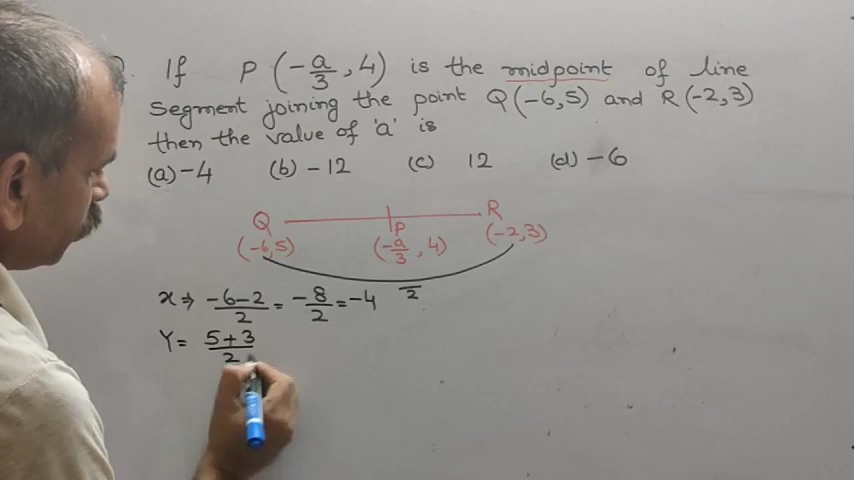 If P (-a/3, 4) is the midpoint of line
segment joining the point Q(-6,5) and R(-2,3)
then the value of 'a' is
(a) -4 (b) -12 (c) 12 (d) -6
Q P R
(-6,5) (-a/3, 4) (-2,3)
x⇒ -6-2/2 = -8/2 = -4 2
Y= 5+3/2